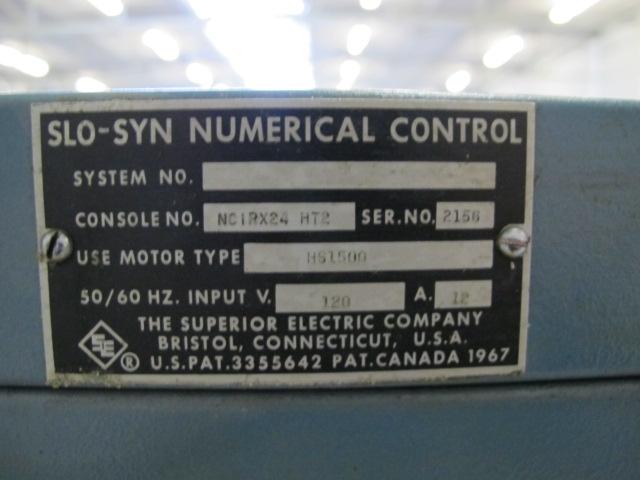 SLO-SYN NUMERICAL CONTROL
SYSTEM NO.
CONSOLE NO. NC1RX24 HT2 SER.NO. 2156
USE MOTOR TYPE HS1500
50/60 HZ. INPUT V. 120 A. 12
THE SUPERIOR ELECTRIC COMPANY
BRISTOL, CONNECTICUT, U.S.A.
® U.S.PAT.3355642 PAT.CANADA 1967